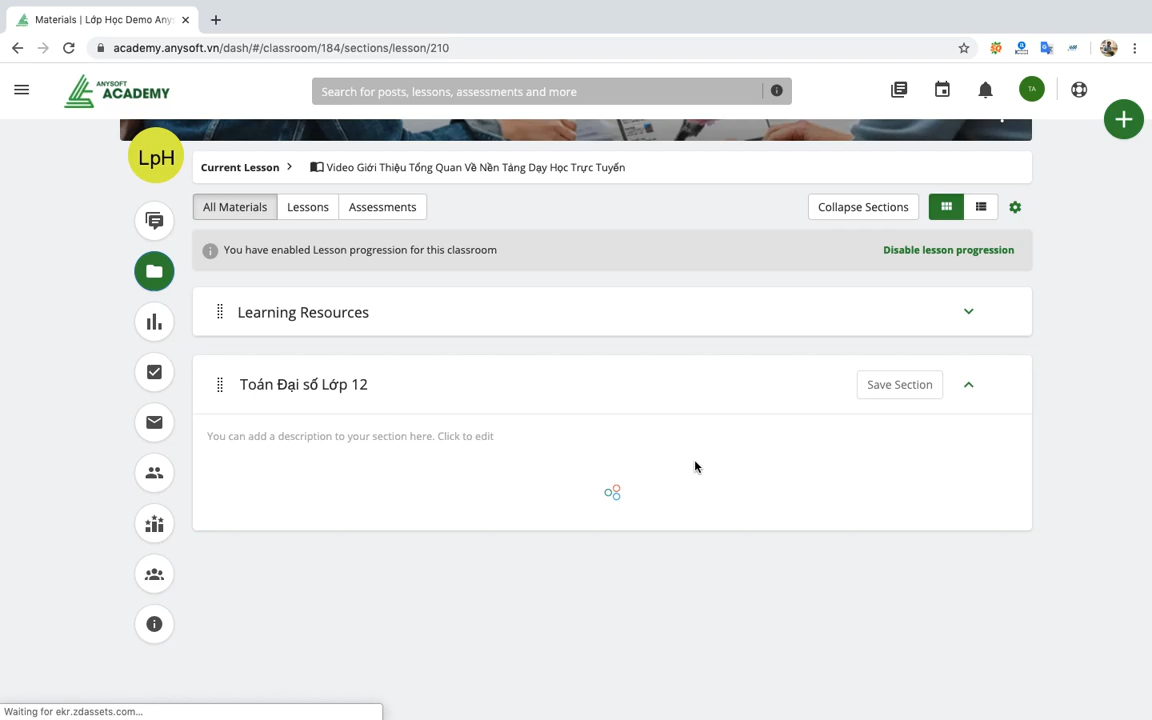 Materials | Lớp Học Demo Any
academy.anysoft.vn/dash/#/classroom/184/sections/lesson/210
ANYSOFT
ACADEMY
Search for posts, lessons, assessments and more
TA
LpH
Current Lesson
Video Giới Thiệu Tổng Quan Về Nền Tảng Dạy Học Trực Tuyến
All Materials
Lessons
Assessments
Collapse Sections
You have enabled Lesson progression for this classroom
Disable lesson progression
Learning Resources
Toán Đại số Lớp 12
Save Section
You can add a description to your section here. Click to edit
Waiting for ekr.zdassets.com...